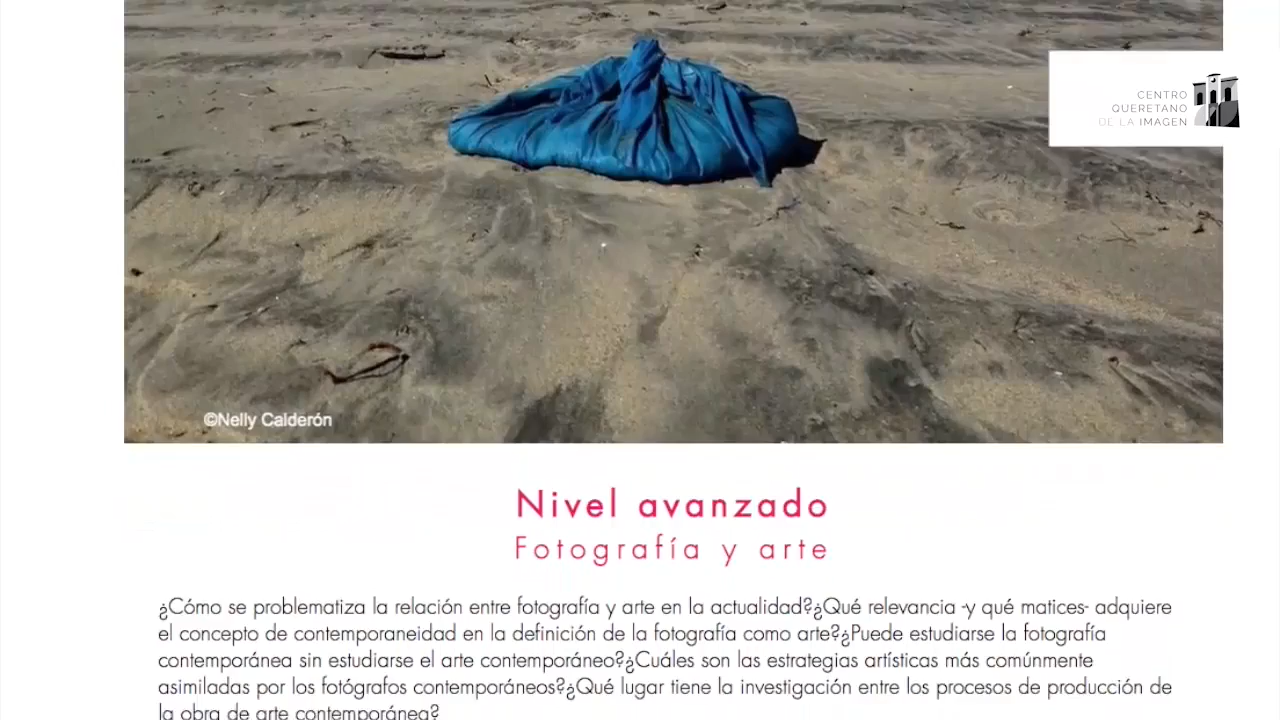 CENTRO
QUERETANO
DE LA IMAGEN
©Nelly Calderón
Nivel avanzado
Fotografía y arte
¿Cómo se problematiza la relación entre fotografía y arte en la actualidad?¿Qué relevancia -y qué matices- adquiere
el concepto de contemporaneidad en la definición de la fotografía como arte?¿Puede estudiarse la fotografía
contemporánea sin estudiarse el arte contemporáneo?¿Cuáles son las estrategias artísticas más comúnmente
asimiladas por los fotógrafos contemporáneos?¿Qué lugar tiene la investigación entre los procesos de producción de
la obra de arte contemporánea?